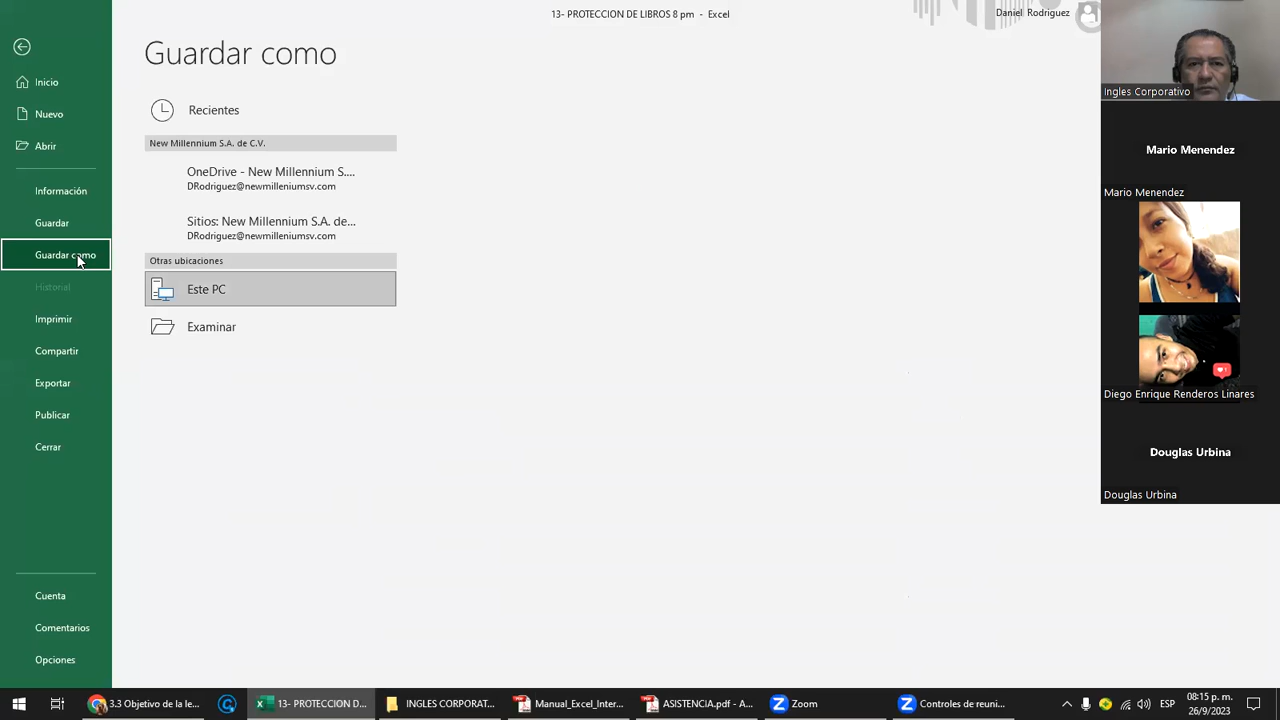 13- PROTECCION DE LIBROS 8 pm - Excel
Daniel Rodriguez
Guardar como
Inicio
Nuevo
Abrir
Información
Guardar
Guardar como
Historial
Imprimir
Compartir
Exportar
Publicar
Cerrar
Cuenta
Comentarios
Opciones
Recientes
New Millennium S.A. de C.V.
OneDrive - New Millennium S....
DRodriguez@newmilleniumsv.com
Sitios: New Millennium S.A. de...
DRodriguez@newmilleniumsv.com
Otras ubicaciones
Este PC
Examinar
Ingles Corporativo
Mario Menendez
Mario Menendez
1
Diego Enrique Renderos Linares
Douglas Urbina
Douglas Urbina
3.3 Objetivo de la le...
13- PROTECCION D...
INGLES CORPORAT...
Manual_Excel_Inter...
ASISTENCIA.pdf - A...
Zoom
Controles de reuni...
ESP
08:15 p. m.
26/9/2023